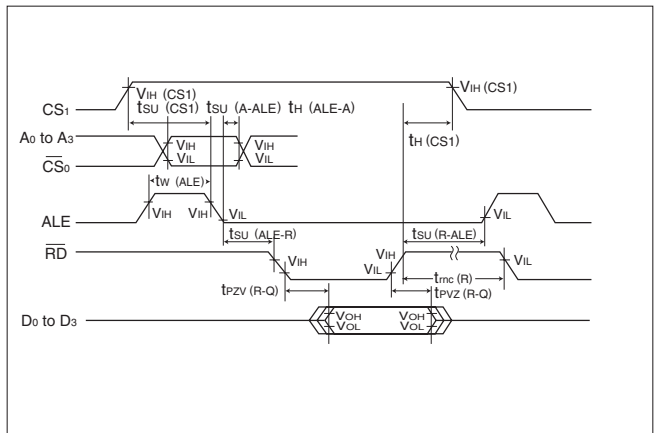 VIH (CS1)
VIH (CS1)
CS1
tSU (CS1) tSU (A-ALE) tH (ALE-A)
tH (CS1)
A0 to A3
VIH
VIH
CS0
VIL
VIL
tW (ALE)
ALE
VIH
VIH
VIL
VIL
tSU (ALE-R)
tSU (R-ALE)
RD
VIH
VIH
VIL
VIL
trnc (R)
tPZV (R-Q)
tPVZ (R-Q)
D0 to D3
VOH
VOL
VOH
VOL